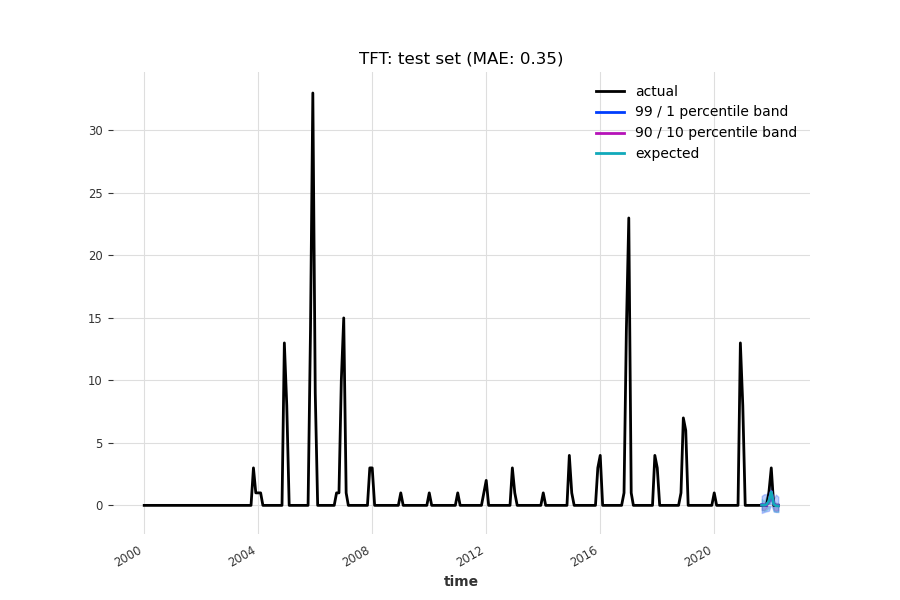 TFT: test set (MAE: 0.35)
actual
99 / 1 percentile band
90 / 10 percentile band
expected
30
25
20
15
10
5
0
2000
2004
2008
2012
2016
2020
time